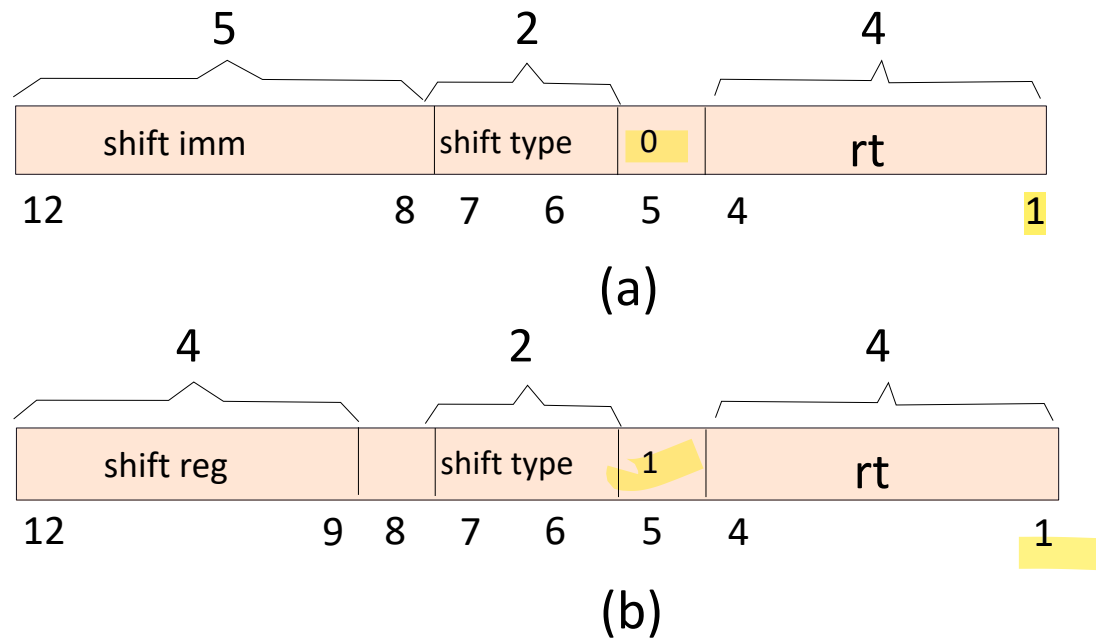 5 2 4
shift imm shift type 0 rt
12 8 7 6 5 4 1
(a)
4 2 4
shift reg shift type 1 rt
12 9 8 7 6 5 4 1
(b)